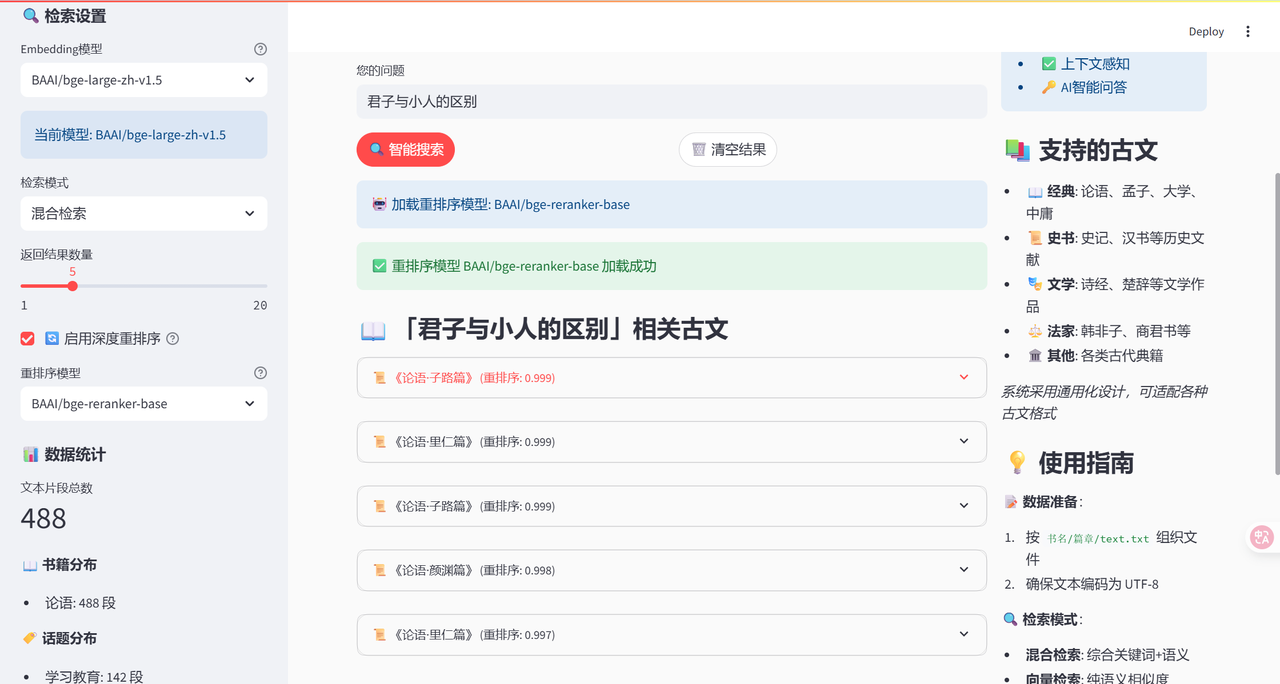 🔍 检索设置
Embedding模型
BAAI/bge-large-zh-v1.5
当前模型: BAAI/bge-large-zh-v1.5
检索模式
混合检索
返回结果数量
5
1
20
🔄 启用深度重排序
重排序模型
BAAI/bge-reranker-base
📊 数据统计
文本片段总数
488
📖 书籍分布
• 论语: 488 段
🏷️ 话题分布
• 学习教育: 142 段
Deploy
您的问题
君子与小人的区别
🔍 智能搜索
🗑️ 清空结果
🤖 加载重排序模型: BAAI/bge-reranker-base
✅ 重排序模型 BAAI/bge-reranker-base 加载成功
📖 「君子与小人的区别」相关古文
📜 《论语·子路篇》 (重排序: 0.999)
📜 《论语·里仁篇》 (重排序: 0.999)
📜 《论语·子路篇》 (重排序: 0.999)
📜 《论语·颜渊篇》 (重排序: 0.998)
📜 《论语·里仁篇》 (重排序: 0.997)
• ✅ 上下文感知
• 🔑 AI智能问答
📚 支持的古文
• 📖 经典: 论语、孟子、大学、
中庸
• 📜 史书: 史记、汉书等历史文
献
• 🎭 文学: 诗经、楚辞等文学作
品
• ⚖️ 法家: 韩非子、商君书等
• 🏛️ 其他: 各类古代典籍
系统采用通用化设计，可适配各种
古文格式
💡 使用指南
📝 数据准备:
1. 按 书名/篇章/text.txt 组织文
件
2. 确保文本编码为 UTF-8
🔍 检索模式:
• 混合检索: 综合关键词+语义
• 向量检索: 纯语义相似度